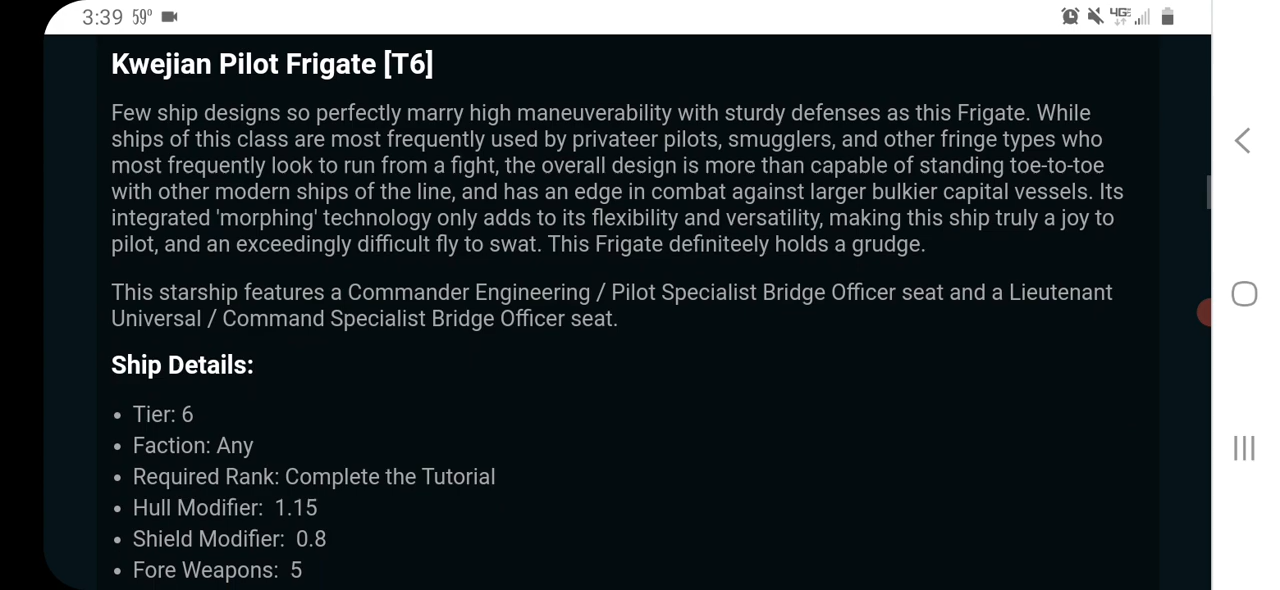 3:39 59° 4G
Kwejian Pilot Frigate [T6]
Few ship designs so perfectly marry high maneuverability with sturdy defenses as this Frigate. While
ships of this class are most frequently used by privateer pilots, smugglers, and other fringe types who
most frequently look to run from a fight, the overall design is more than capable of standing toe-to-toe
with other modern ships of the line, and has an edge in combat against larger bulkier capital vessels. Its
integrated 'morphing' technology only adds to its flexibility and versatility, making this ship truly a joy to
pilot, and an exceedingly difficult fly to swat. This Frigate definiteely holds a grudge.
This starship features a Commander Engineering / Pilot Specialist Bridge Officer seat and a Lieutenant
Universal / Command Specialist Bridge Officer seat.
Ship Details:
• Tier: 6
• Faction: Any
• Required Rank: Complete the Tutorial
• Hull Modifier: 1.15
• Shield Modifier: 0.8
• Fore Weapons: 5